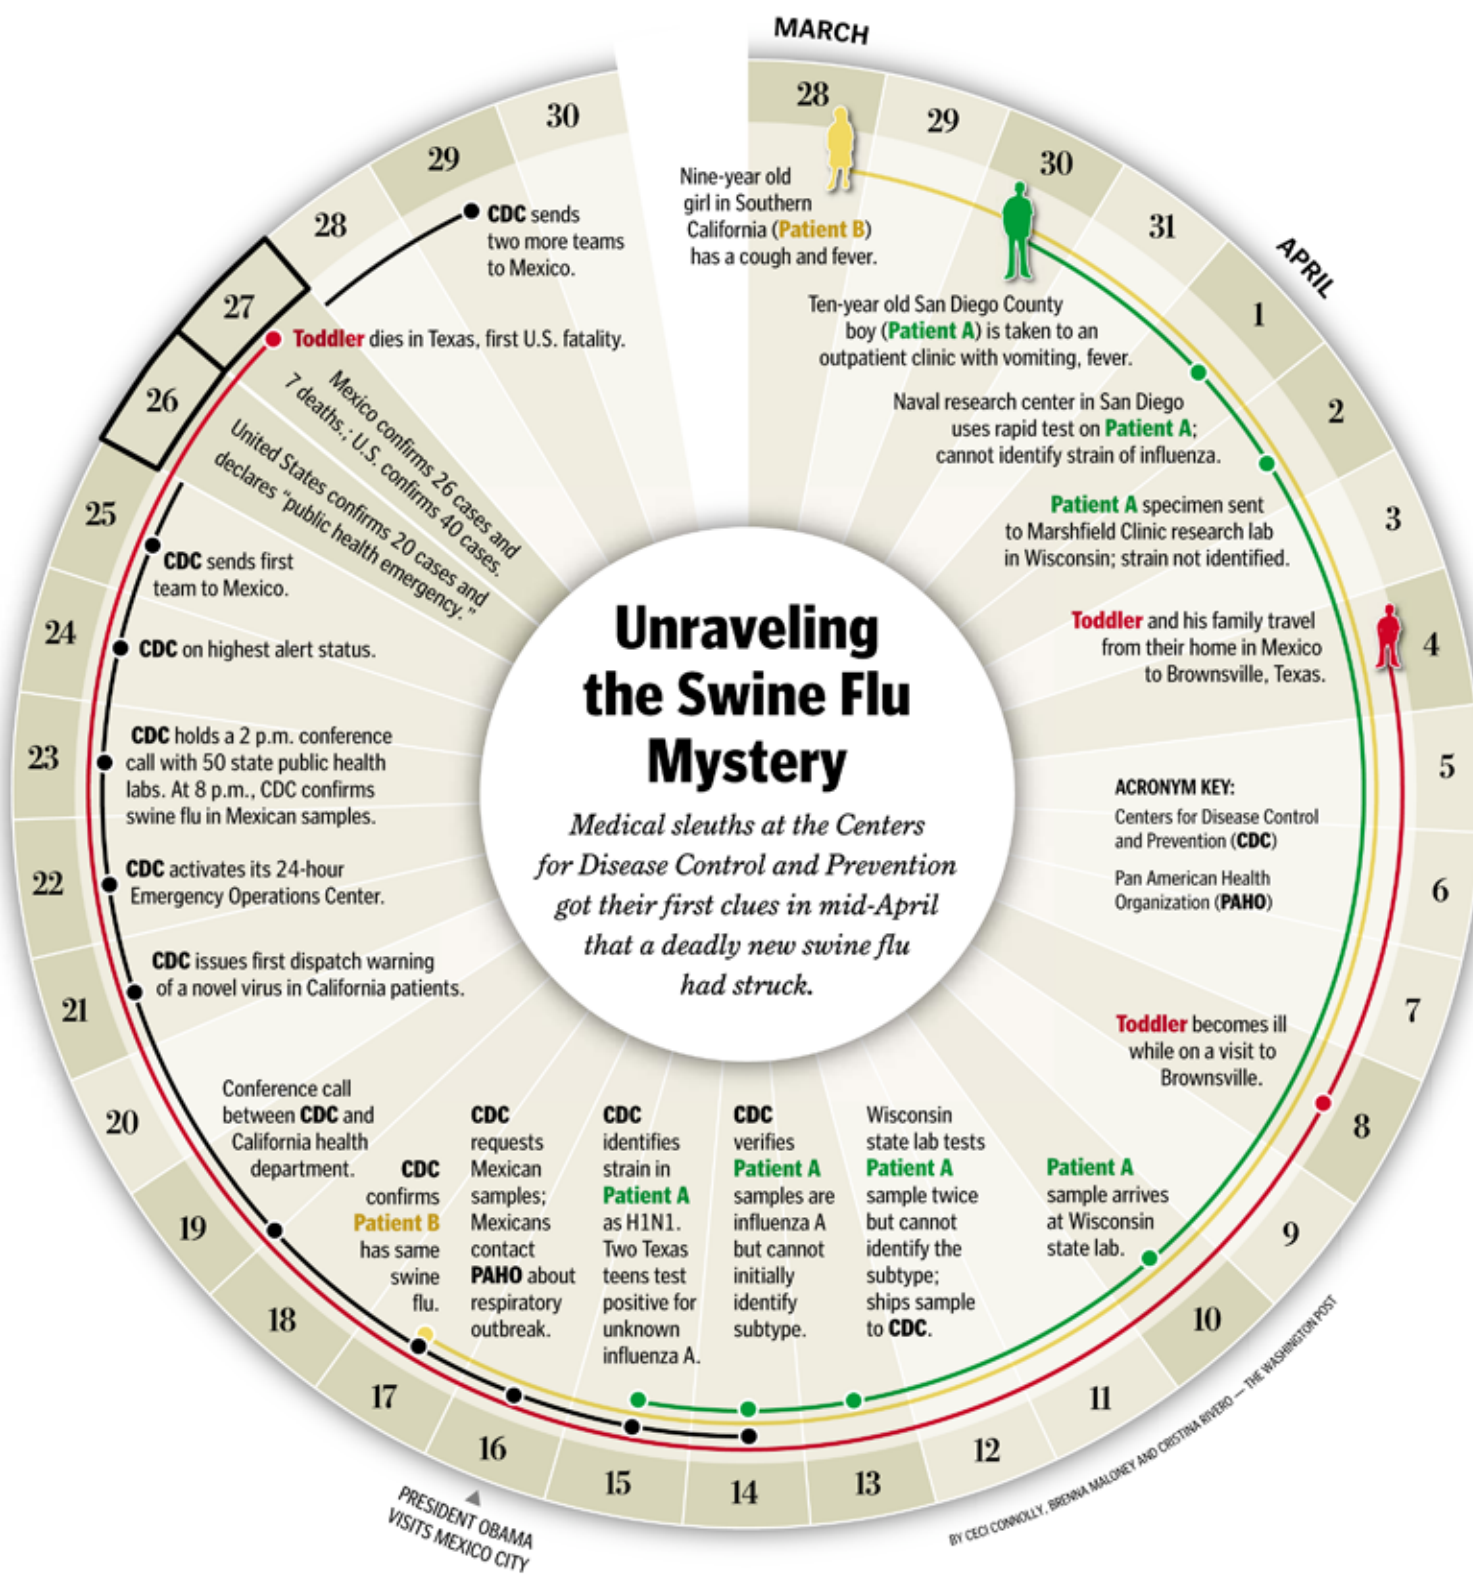 MARCH
28
29
30
31
APRIL
1
2
3
4
5
6
7
8
9
10
11
12
13
14
15
16
17
18
19
20
21
22
23
24
25
26
27
28
29
30
Nine-year old
girl in Southern
California (Patient B)
has a cough and fever.
Ten-year old San Diego County
boy (Patient A) is taken to an
outpatient clinic with vomiting, fever.
Naval research center in San Diego
uses rapid test on Patient A;
cannot identify strain of influenza.
Patient A specimen sent
to Marshfield Clinic research lab
in Wisconsin; strain not identified.
Toddler and his family travel
from their home in Mexico
to Brownsville, Texas.
ACRONYM KEY:
Centers for Disease Control
and Prevention (CDC)
Pan American Health
Organization (PAHO)
Toddler becomes ill
while on a visit to
Brownsville.
Patient A
sample arrives
at Wisconsin
state lab.
Wisconsin
state lab tests
Patient A
sample twice
but cannot
identify the
subtype;
ships sample
to CDC.
CDC
verifies
Patient A
samples are
influenza A
but cannot
initially
identify
subtype.
CDC
identifies
strain in
Patient A
as H1N1.
Two Texas
teens test
positive for
unknown
influenza A.
CDC
requests
Mexican
samples;
Mexicans
contact
PAHO about
respiratory
outbreak.
PRESIDENT OBAMA
VISITS MEXICO CITY
CDC
confirms
Patient B
has same
swine
flu.
Conference call
between CDC and
California health
department.
CDC issues first dispatch warning
of a novel virus in California patients.
CDC activates its 24-hour
Emergency Operations Center.
CDC holds a 2 p.m. conference
call with 50 state public health
labs. At 8 p.m., CDC confirms
swine flu in Mexican samples.
CDC on highest alert status.
CDC sends first
team to Mexico.
United States confirms 20 cases and
declares "public health emergency."
Mexico confirms 26 cases and
7 deaths.; U.S. confirms 40 cases.
Toddler dies in Texas, first U.S. fatality.
CDC sends
two more teams
to Mexico.
Unraveling
the Swine Flu
Mystery
Medical sleuths at the Centers
for Disease Control and Prevention
got their first clues in mid-April
that a deadly new swine flu
had struck.
BY CECI CONNOLLY, BRENNA MALONEY AND CRISTINA RIVERO — THE WASHINGTON POST